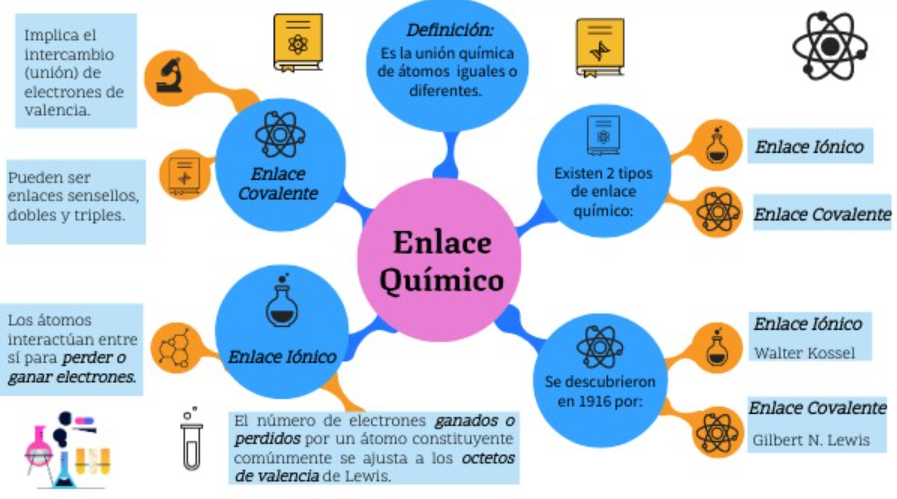 Definición:
Es la unión química
de átomos iguales o
diferentes.
Implica el
intercambio
(unión) de
electrones de
valencia.
Pueden ser
enlaces sensellos,
dobles y triples.
Enlace
Covalente
Existen 2 tipos
de enlace
químico:
Enlace Iónico
Enlace Covalente
Enlace
Químico
Los átomos
interactúan entre
sí para perder o
ganar electrones.
Enlace Iónico
El número de electrones ganados o
perdidos por un átomo constituyente
comúnmente se ajusta a los octetos
de valencia de Lewis.
Se descubrieron
en 1916 por:
Enlace Iónico
Walter Kossel
Enlace Covalente
Gilbert N. Lewis